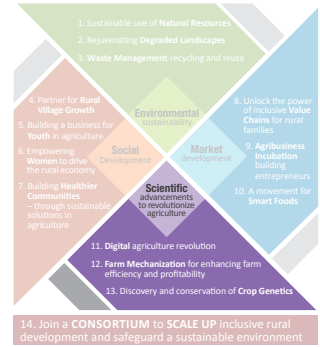 1. Sustainable use of Natural Resources
2. Rejuvenating Degraded Landscapes
3. Waste Management-recycling and reuse
Environmental
sustainability
4. Partner for Rural
Village Growth
5. Building a business for
Youth in agriculture
6. Empowering
Women to drive
the rural economy
7. Building Healthier
Communities
– through sustainable
solutions in
agriculture
Social
Development
Market
development
8. Unlock the power
of inclusive Value
Chains for rural
families
9. Agribusiness
Incubation
building
entrepreneurs
10. A movement for
Smart Foods
Scientific
advancements
to revolutionize
agriculture
11. Digital agriculture revolution
12. Farm Mechanization for enhancing farm
efficiency and profitability
13. Discovery and conservation of Crop Genetics
14. Join a CONSORTIUM to SCALE UP inclusive rural
development and safeguard a sustainable environment